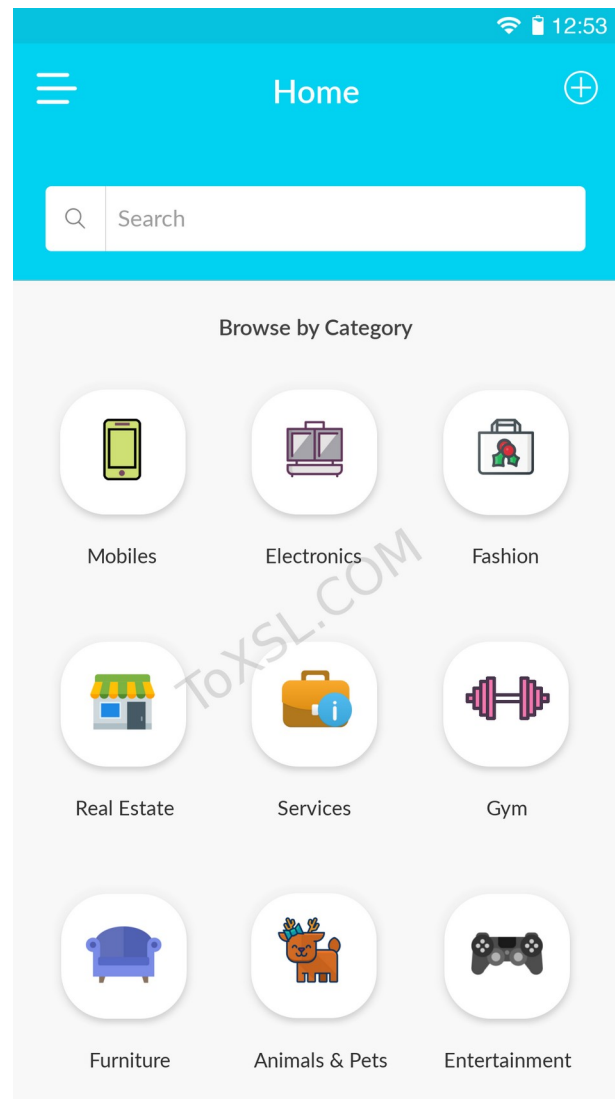 12:53
Home
Search
Browse by Category
Mobiles Electronics Fashion
ToXSL.COM
Real Estate Services Gym
Furniture Animals & Pets Entertainment